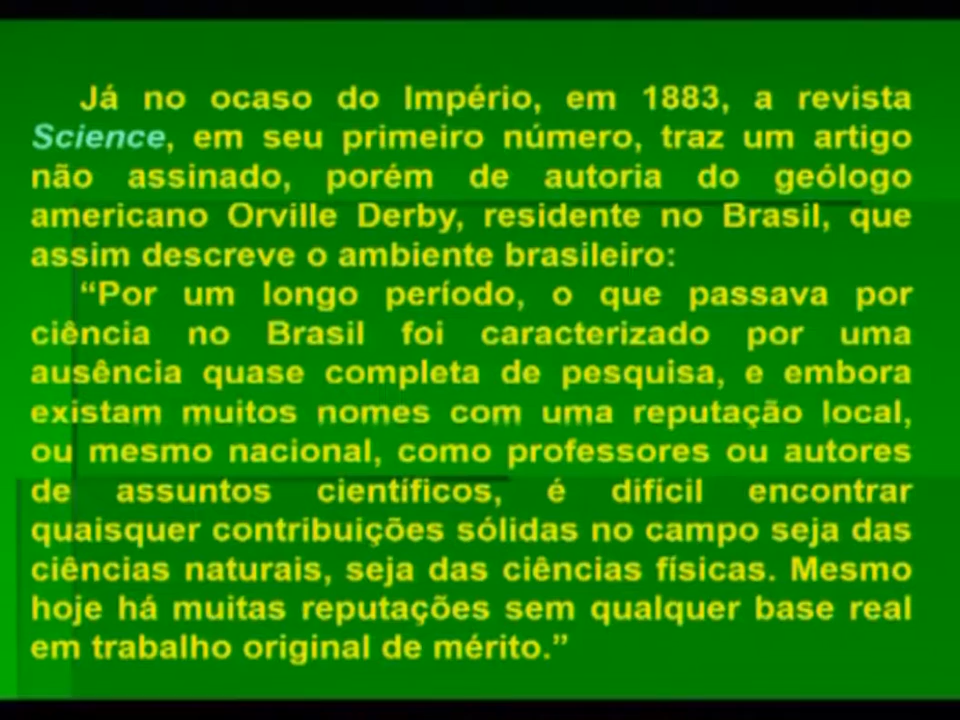 Já no ocaso do Império, em 1883, a revista
Science, em seu primeiro número, traz um artigo
não assinado, porém de autoria do geólogo
americano Orville Derby, residente no Brasil, que
assim descreve o ambiente brasileiro:
“Por um longo período, o que passava por
ciência no Brasil foi caracterizado por uma
ausência quase completa de pesquisa, e embora
existam muitos nomes com uma reputação local,
ou mesmo nacional, como professores ou autores
de assuntos científicos, é difícil encontrar
quaisquer contribuições sólidas no campo seja das
ciências naturais, seja das ciências físicas. Mesmo
hoje há muitas reputações sem qualquer base real
em trabalho original de mérito.”